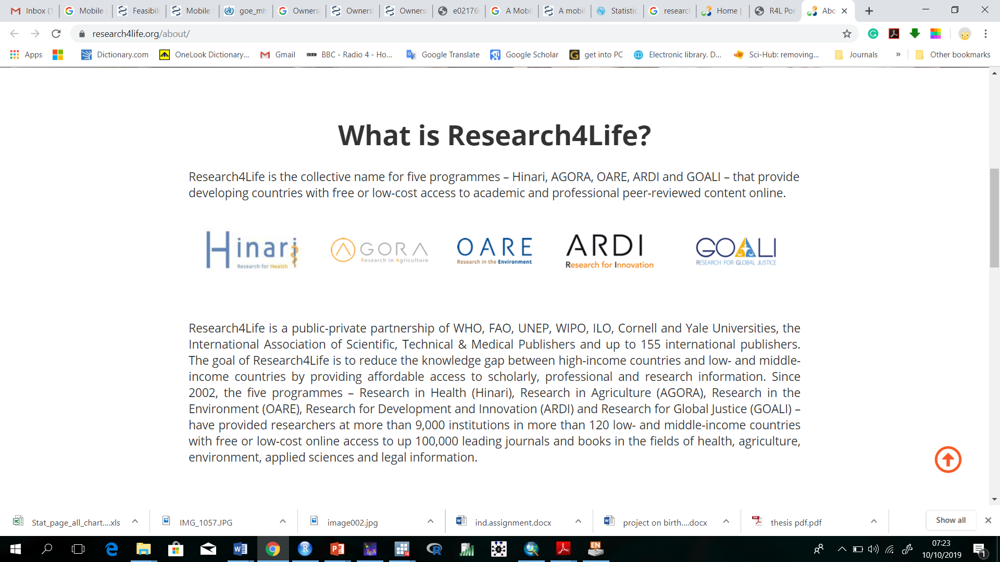 Inbox (1
Mobile
Feasibili
Mobile
goe_mh
Owners
Owners
Owners
e02176
A Mobil
A mobil
Statistic
research
Home |
R4L Por
Abo
research4life.org/about/
Apps
Dictionary.com
OneLook Dictionary...
Gmail
BBC - Radio 4 - Ho...
Google Translate
Google Scholar
get into PC
Electronic library. D...
Sci-Hub: removing...
Journals
»
Other bookmarks
What is Research4Life?
Research4Life is the collective name for five programmes – Hinari, AGORA, OARE, ARDI and GOALI – that provide
developing countries with free or low-cost access to academic and professional peer-reviewed content online.
Hinari
Research for Health
AGORA
Research in Agriculture
OARE
Research in the Environment
ARDI
Research for Innovation
GOALI
RESEARCH FOR GLOBAL JUSTICE
Research4Life is a public-private partnership of WHO, FAO, UNEP, WIPO, ILO, Cornell and Yale Universities, the
International Association of Scientific, Technical & Medical Publishers and up to 155 international publishers.
The goal of Research4Life is to reduce the knowledge gap between high-income countries and low- and middle-
income countries by providing affordable access to scholarly, professional and research information. Since
2002, the five programmes – Research in Health (Hinari), Research in Agriculture (AGORA), Research in the
Environment (OARE), Research for Development and Innovation (ARDI) and Research for Global Justice (GOALI) –
have provided researchers at more than 9,000 institutions in more than 120 low- and middle-income countries
with free or low-cost online access to up 100,000 leading journals and books in the fields of health, agriculture,
environment, applied sciences and legal information.
Stat_page_all_chart....xls
IMG_1057.JPG
image002.jpg
ind.assignment.docx
project on birth....docx
thesis pdf.pdf
Show all
07:23
10/10/2019
1